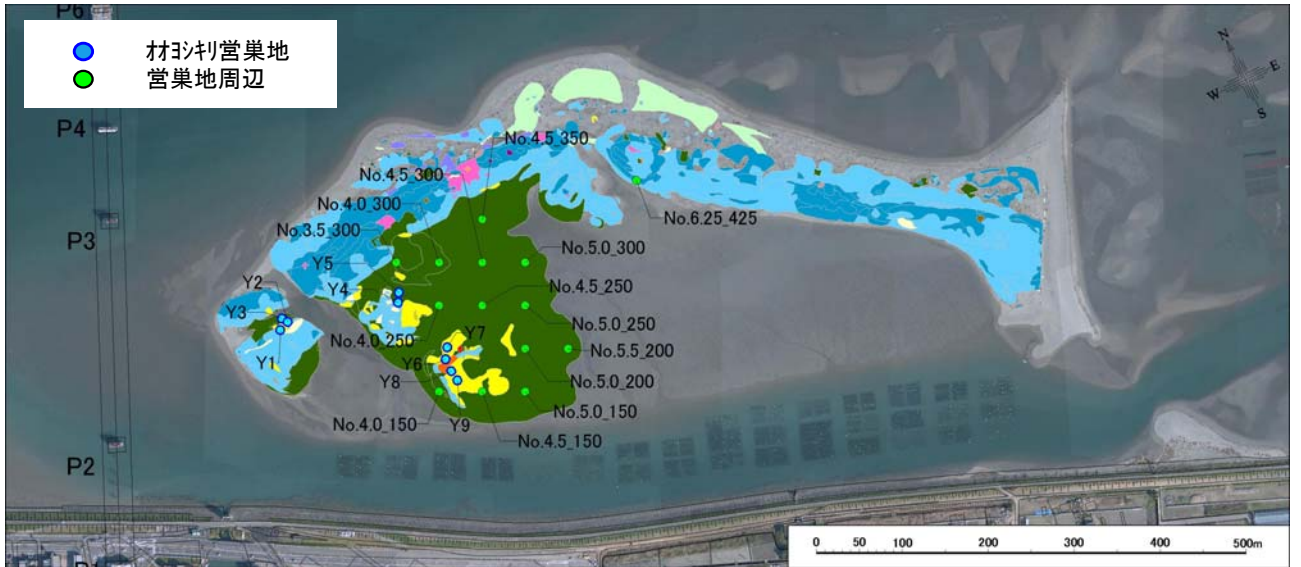 P6
ｵｵﾖｼｷﾘ営巣地
営巣地周辺
P4
P3
P2
P1
N
E
W
S
No.4.5_350
No.4.5_300
No.4.0_300
No.3.5_300
No.6.25_425
No.5.0_300
Y5
Y2
Y4
No.4.5_250
Y3
No.5.0_250
Y7
No.4.0_250
No.5.5_200
Y1
Y6
Y8
No.5.0_200
No.4.0_150
Y9
No.5.0_150
No.4.5_150
0 50 100 200 300 400 500m